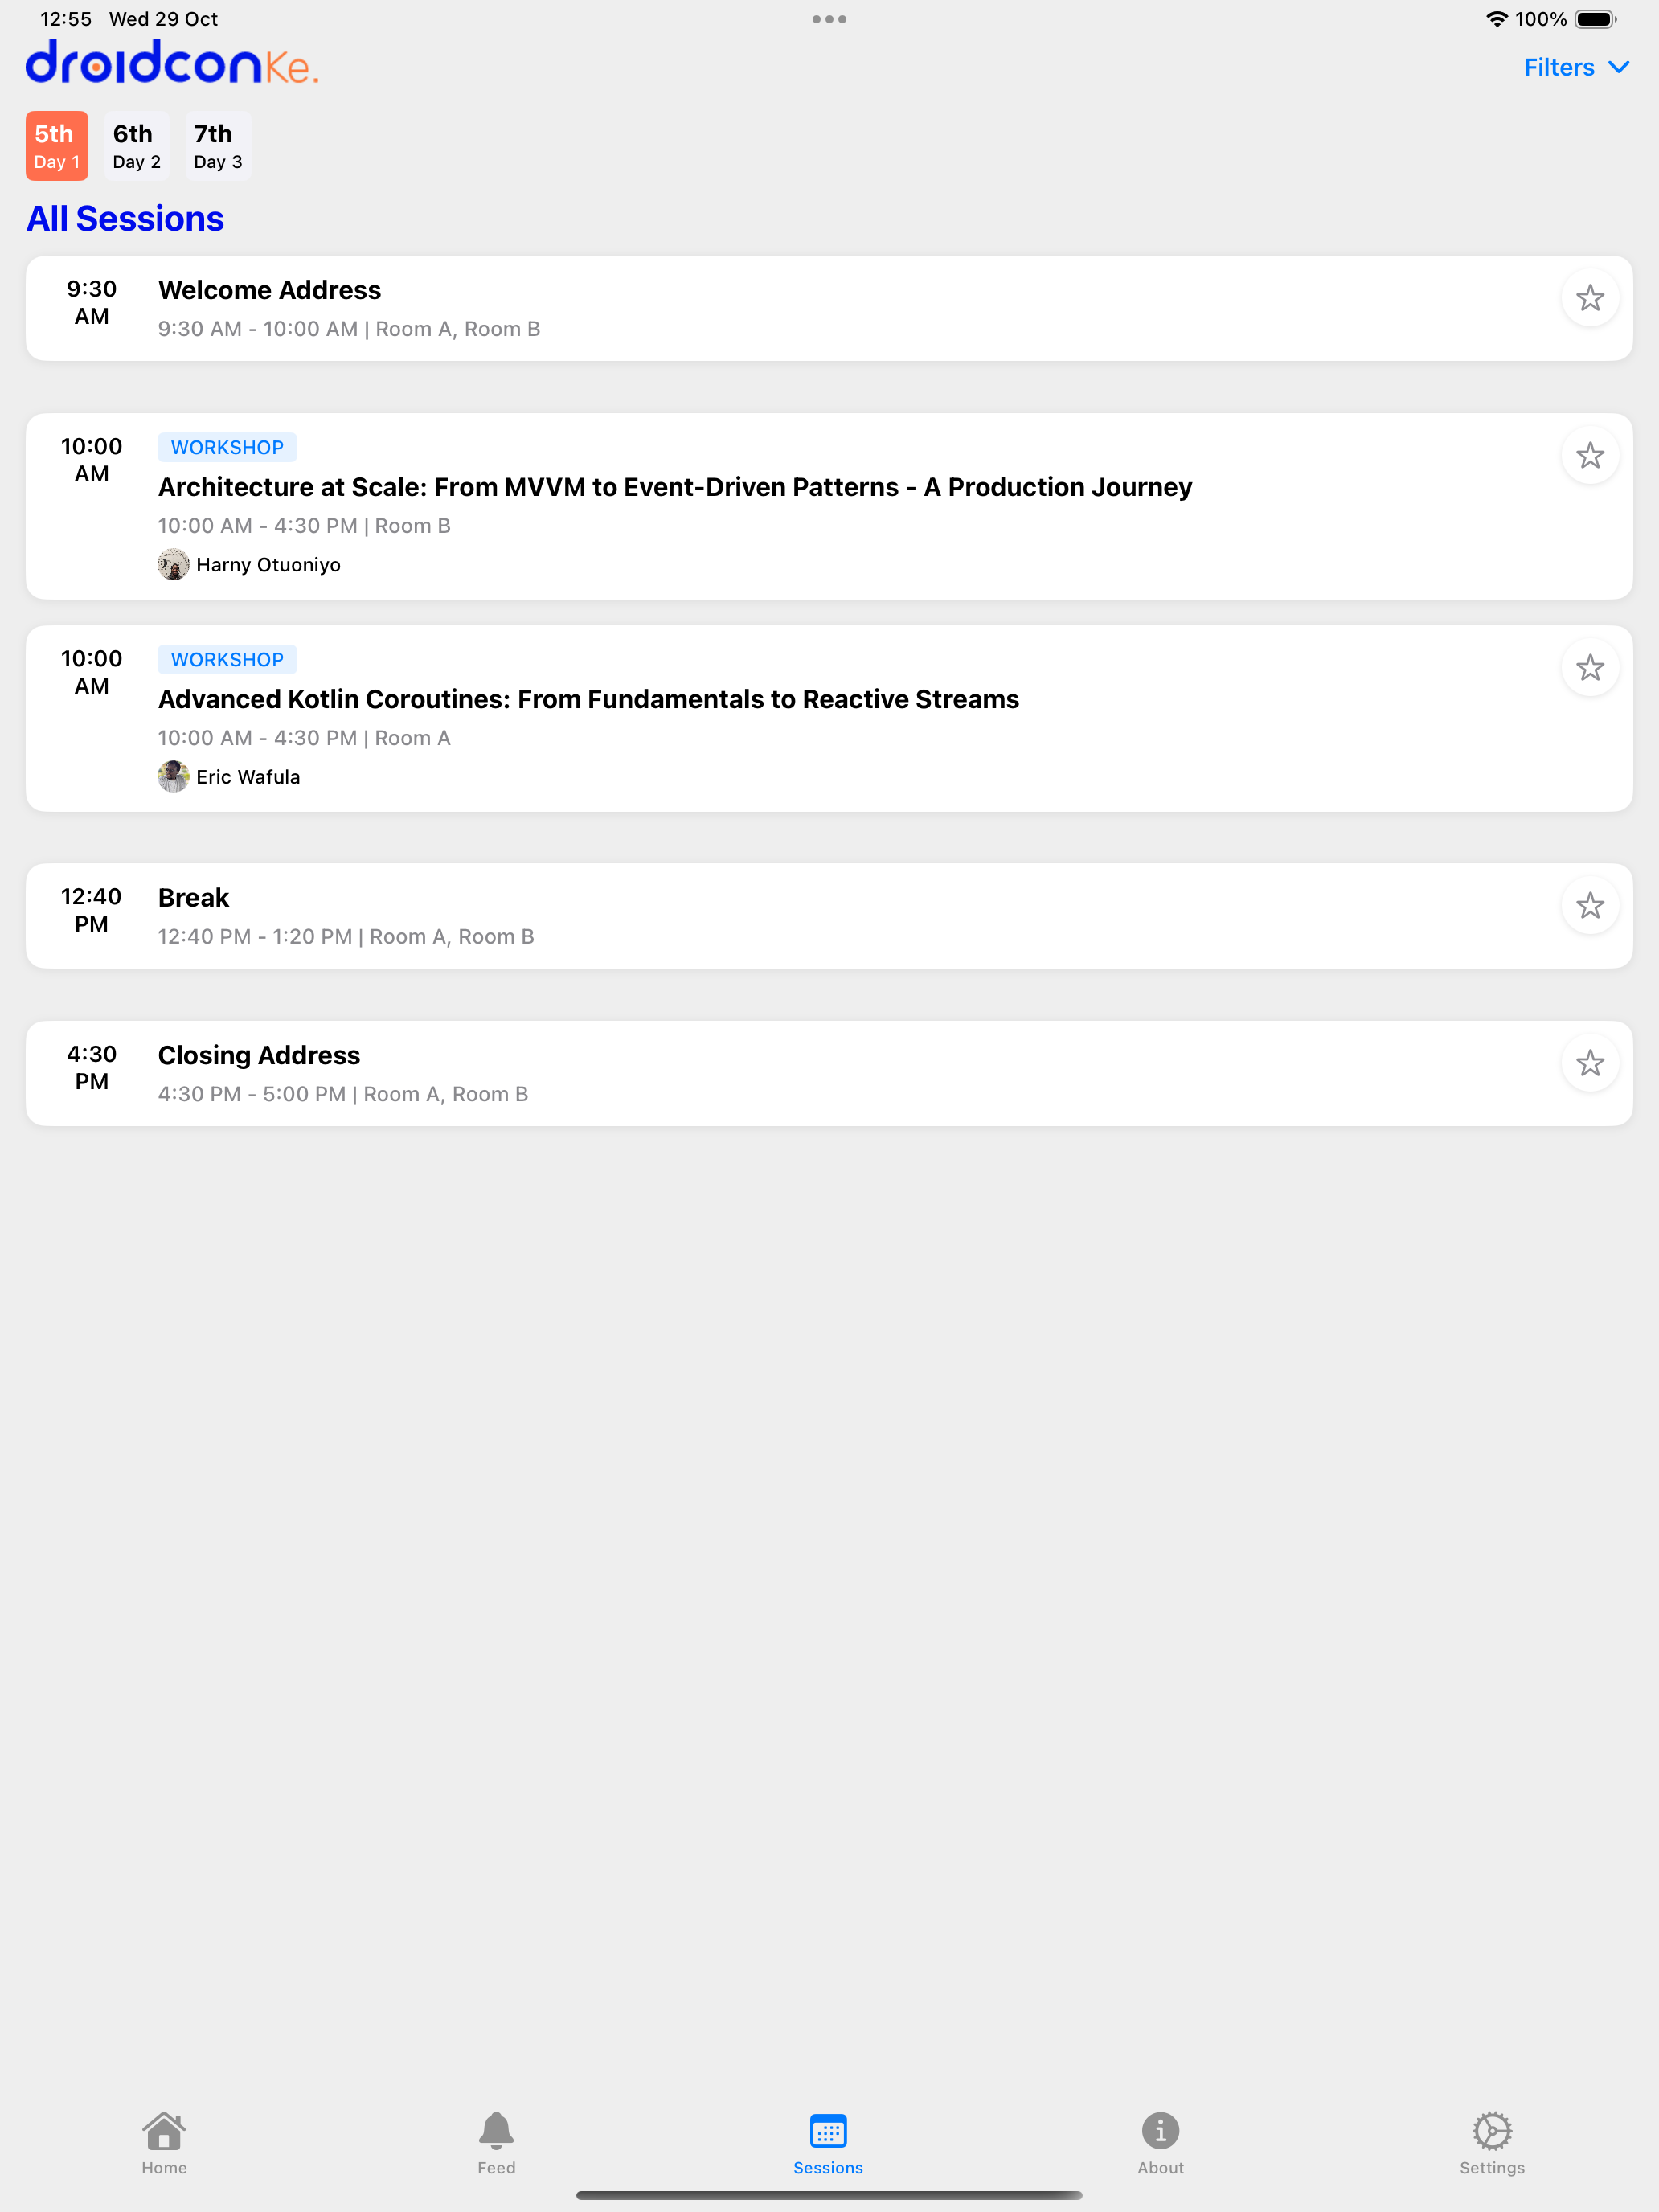 12:55 Wed 29 Oct
100%
droidconKe.
Filters
5th
Day 1
6th
Day 2
7th
Day 3
All Sessions
9:30
AM
Welcome Address
9:30 AM - 10:00 AM | Room A, Room B
10:00
AM
WORKSHOP
Architecture at Scale: From MVVM to Event-Driven Patterns - A Production Journey
10:00 AM - 4:30 PM | Room B
Harny Otuoniyo
10:00
AM
WORKSHOP
Advanced Kotlin Coroutines: From Fundamentals to Reactive Streams
10:00 AM - 4:30 PM | Room A
Eric Wafula
12:40
PM
Break
12:40 PM - 1:20 PM | Room A, Room B
4:30
PM
Closing Address
4:30 PM - 5:00 PM | Room A, Room B
Home
Feed
Sessions
About
Settings